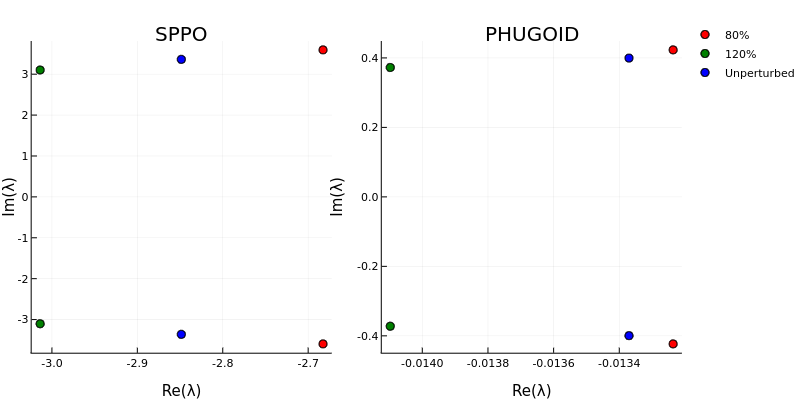 SPPO
Im(λ)
3
2
1
0
-1
-2
-3
-3.0 -2.9 -2.8 -2.7
Re(λ)
PHUGOID
Im(λ)
0.4
0.2
0.0
-0.2
-0.4
-0.0140 -0.0138 -0.0136 -0.0134
Re(λ)
80%
120%
Unperturbed